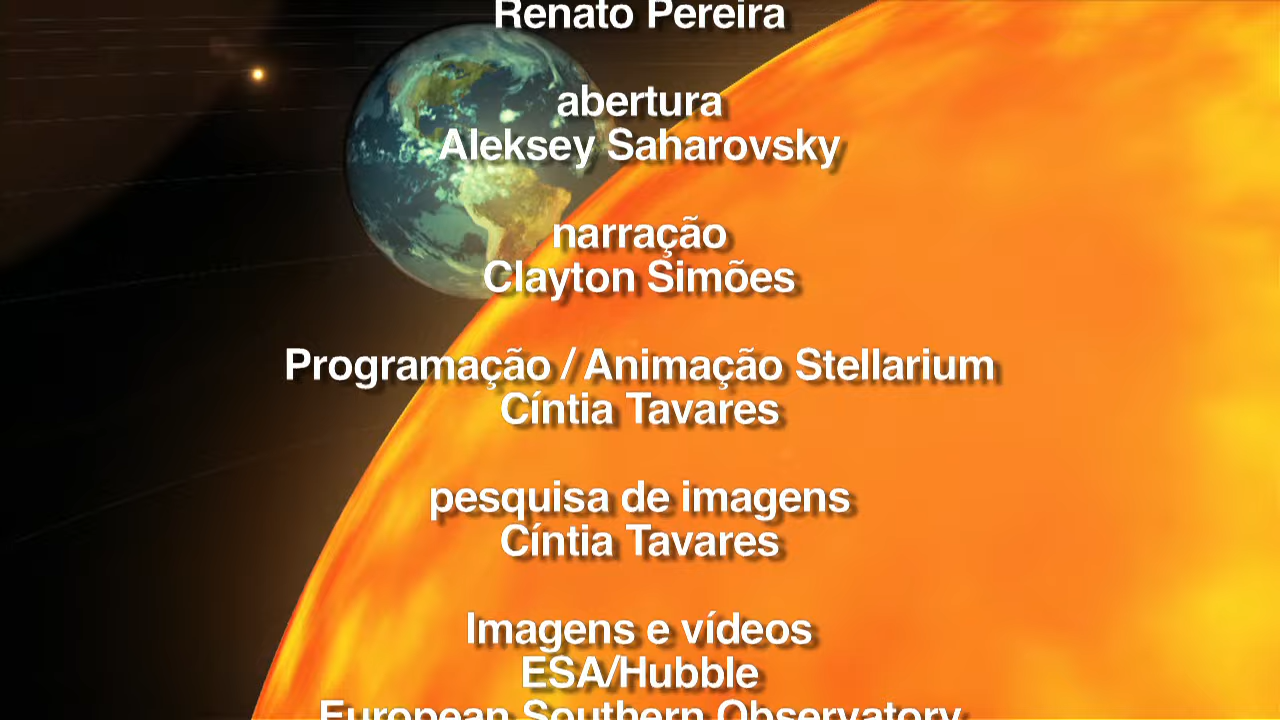 Renato Pereira
abertura
Aleksey Saharovsky
narração
Clayton Simões
Programação / Animação Stellarium
Cíntia Tavares
pesquisa de imagens
Cíntia Tavares
Imagens e vídeos
ESA/Hubble
European Southern Observatory